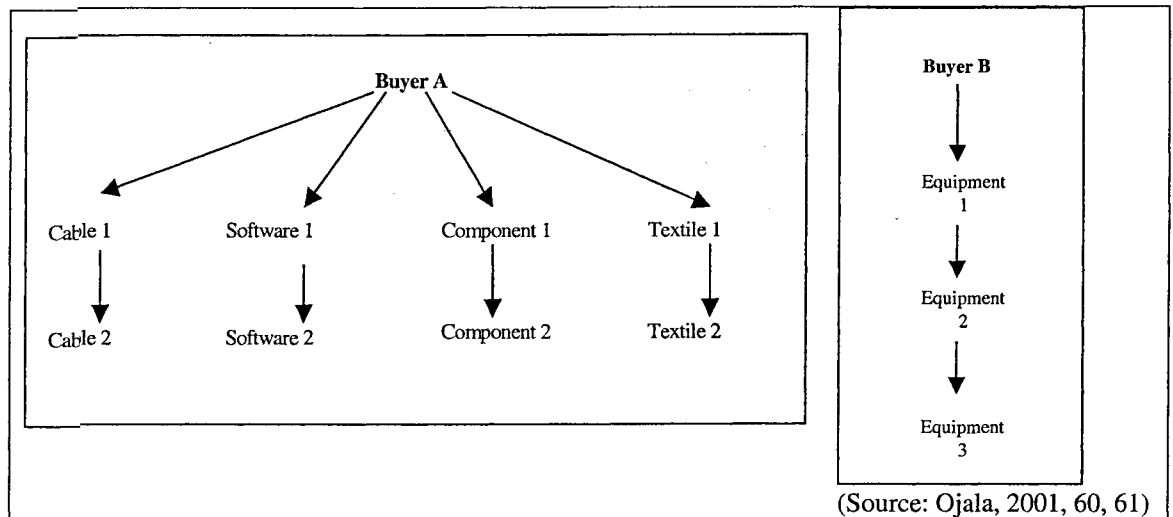 Buyer A
Cable 1 Software 1 Component 1 Textile 1
Cable 2 Software 2 Component 2 Textile 2
Buyer B
Equipment
1
Equipment
2
Equipment
3
(Source: Ojala, 2001, 60, 61)